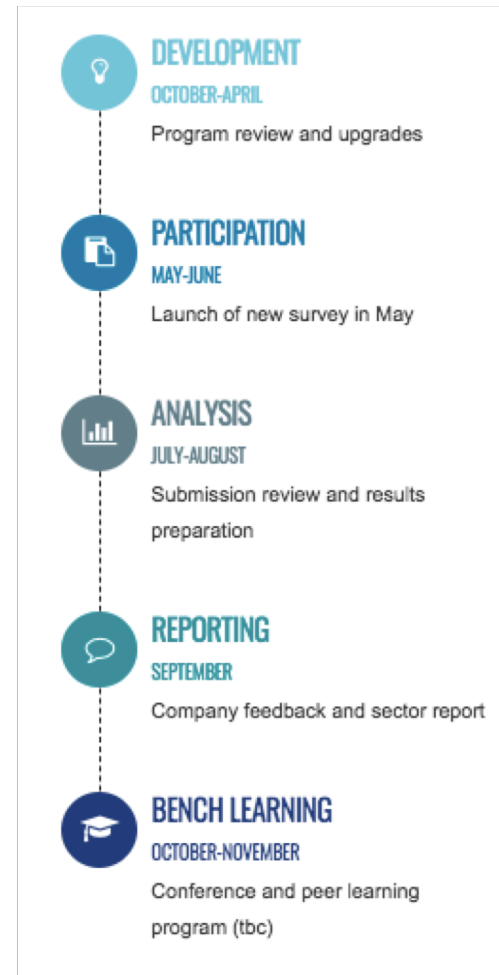 DEVELOPMENT
OCTOBER-APRIL
Program review and upgrades
PARTICIPATION
MAY-JUNE
Launch of new survey in May
ANALYSIS
JULY-AUGUST
Submission review and results
preparation
REPORTING
SEPTEMBER
Company feedback and sector report
BENCH LEARNING
OCTOBER-NOVEMBER
Conference and peer learning
program (tbc)